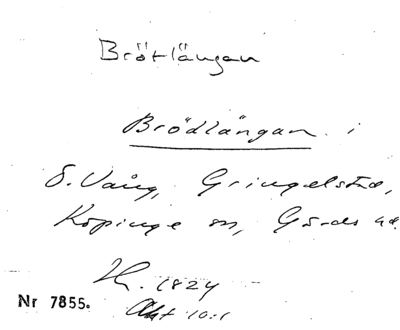 Brötlängan
Brödlängan i
Ö. Vång, Gringelstad,
Köpinge sn, Gärds hd.
1824
Akt 10:1
Nr 7855.